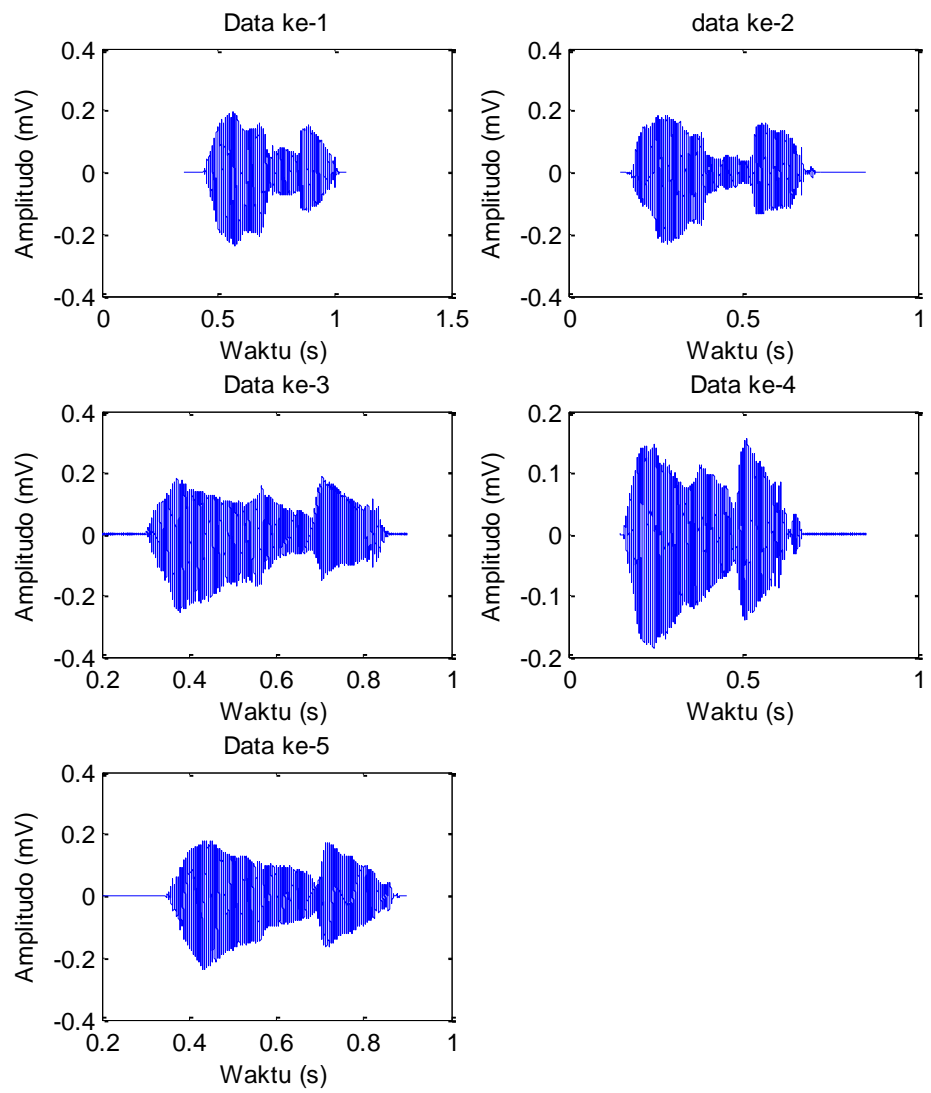 Data ke-1
0.4
0.2
0
-0.2
-0.4
Amplitudo (mV)
0 0.5 1 1.5
Waktu (s)
data ke-2
0.4
0.2
0
-0.2
-0.4
Amplitudo (mV)
0 0.5 1
Waktu (s)
Data ke-3
0.4
0.2
0
-0.2
-0.4
Amplitudo (mV)
0.2 0.4 0.6 0.8 1
Waktu (s)
Data ke-4
0.2
0.1
0
-0.1
-0.2
Amplitudo (mV)
0 0.5 1
Waktu (s)
Data ke-5
0.4
0.2
0
-0.2
-0.4
Amplitudo (mV)
0.2 0.4 0.6 0.8 1
Waktu (s)